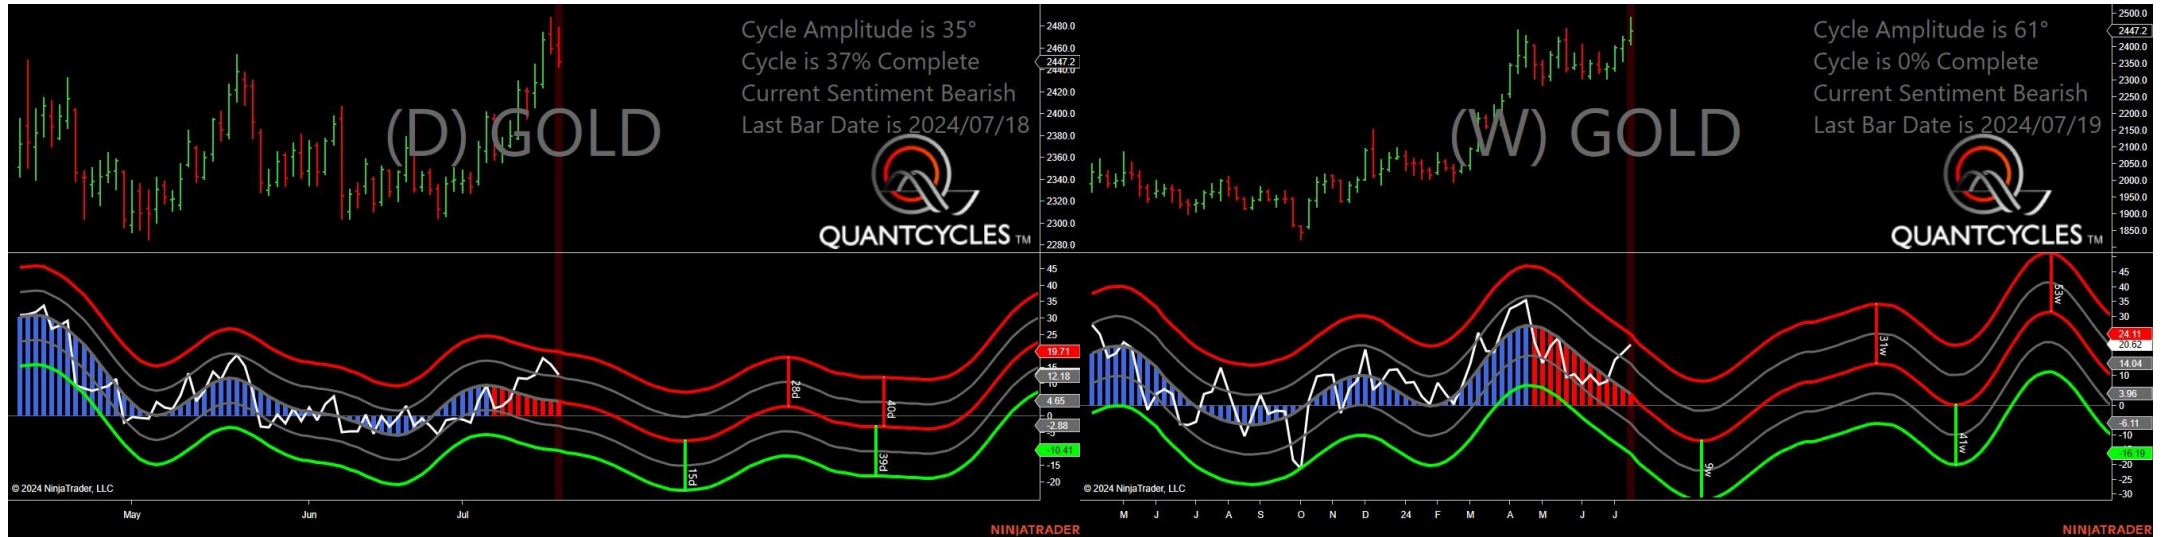 Cycle Amplitude is 35°
Cycle is 37% Complete
Current Sentiment Bearish
Last Bar Date is 2024/07/18
(D) GOLD
QUANTCYCLES TM
2480.0
2460.0
2447.2
2440.0
2420.0
2400.0
2380.0
2360.0
2340.0
2320.0
2300.0
2280.0
45
40
35
30
25
19.71
12.18
10
4.65
0
-2.88
-5
-10.41
-15
-20
15d
28d
39d
40d
© 2024 NinjaTrader, LLC
May Jun Jul
NINJATRADER
Cycle Amplitude is 61°
Cycle is 0% Complete
Current Sentiment Bearish
Last Bar Date is 2024/07/19
(W) GOLD
QUANTCYCLES TM
2500.0
2447.2
2400.0
2350.0
2300.0
2250.0
2200.0
2150.0
2100.0
2050.0
2000.0
1950.0
1900.0
1850.0
45
40
35
30
24.11
20.62
14.04
10
3.96
0
-6.11
-10
-16.19
-20
-25
-30
9w
31w
41w
53w
© 2024 NinjaTrader, LLC
M J J A S O N D 24 F M A M J J
NINJATRADER